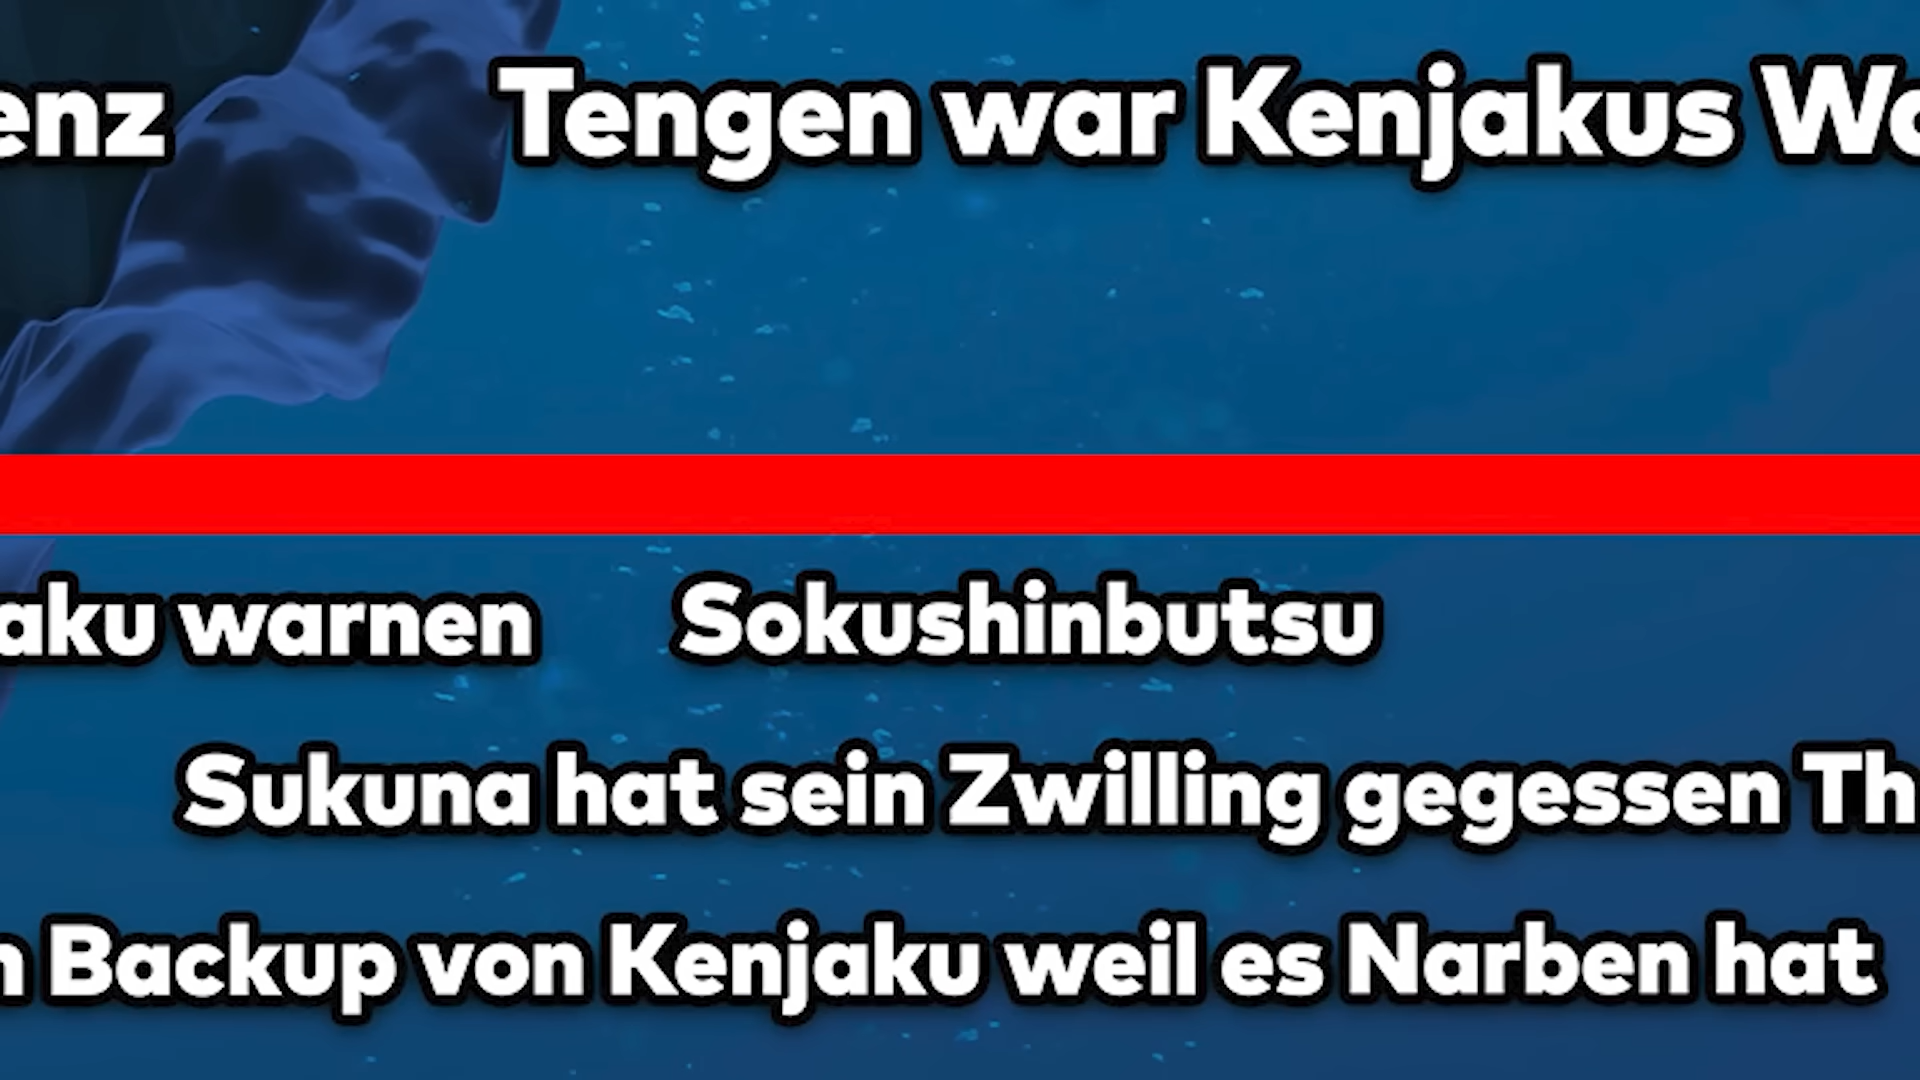 enz Tengen war Kenjakus Wa
aku warnen Sokushinbutsu
Sukuna hat sein Zwilling gegessen Th
n Backup von Kenjaku weil es Narben hat